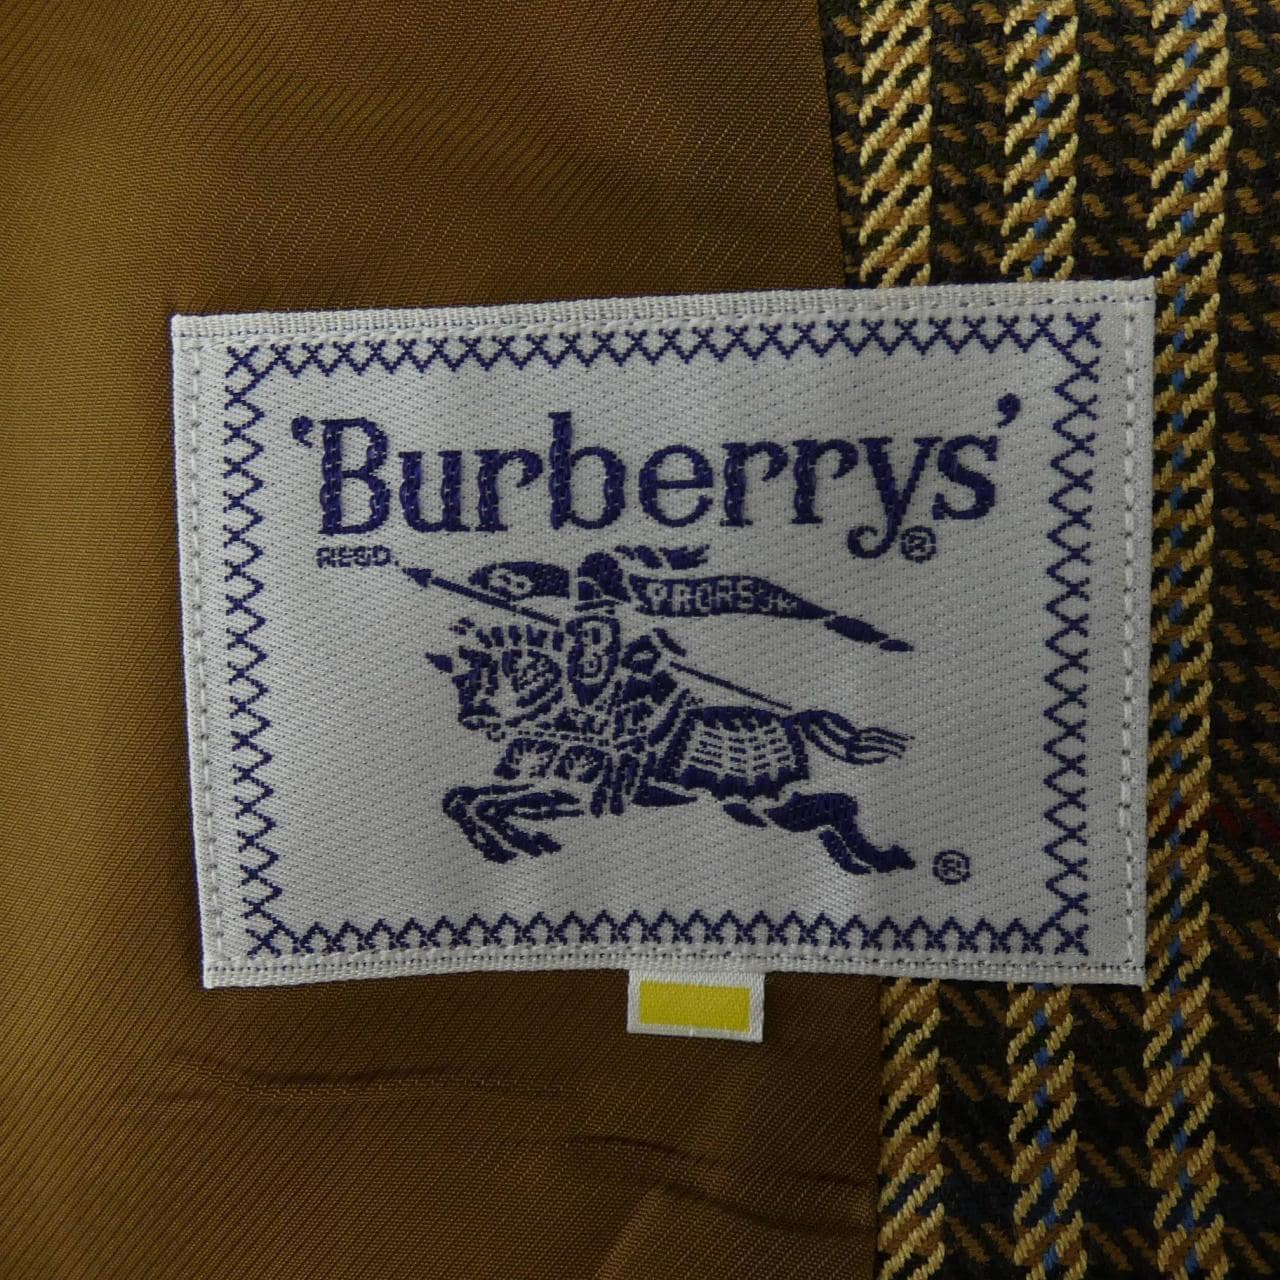 'Burberrys'
®
REGD.
PRORSUM
®